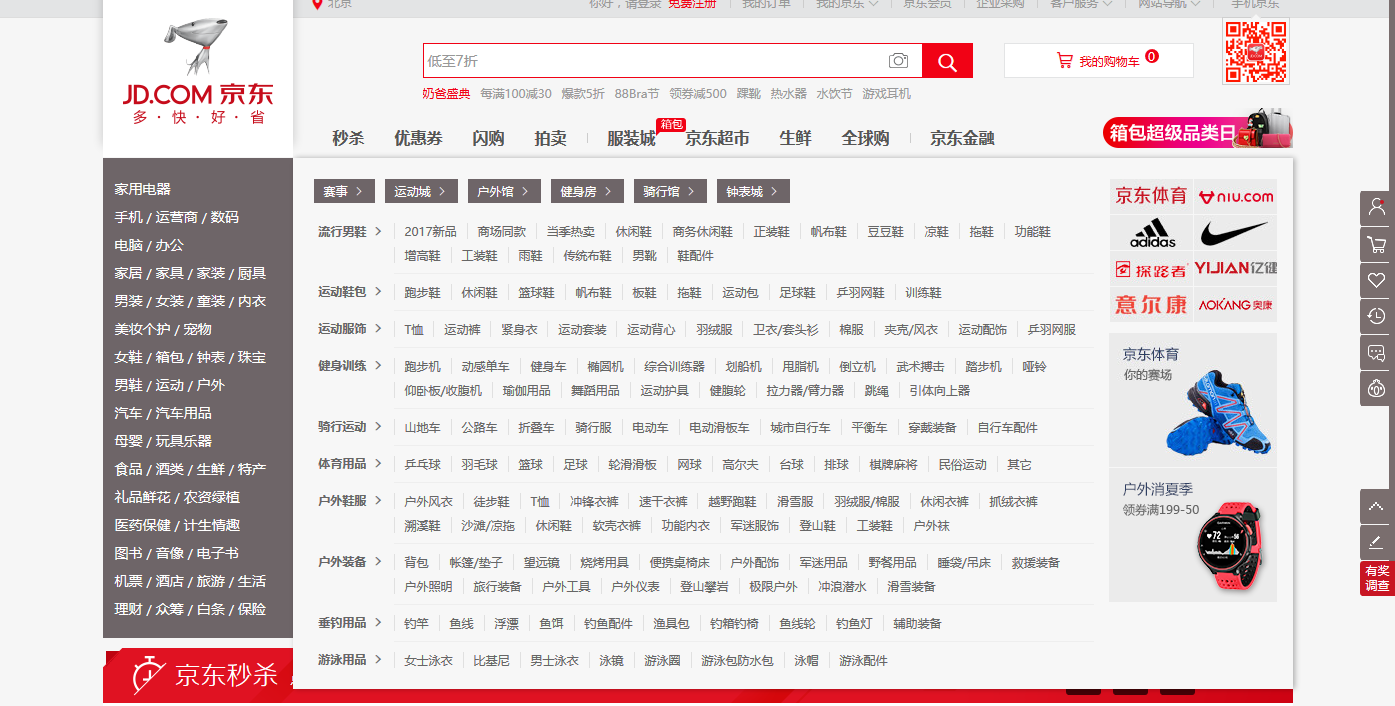 北京
你好，请登录 免费注册 我的订单 我的京东 京东会员 企业采购 客户服务 网站导航 手机京东
JD.COM 京东
多·快·好·省
低至7折
我的购物车 0
奶爸盛典 每满100减30 爆款5折 88Bra节 领券减500 踝靴 热水器 水饮节 游戏耳机
秒杀 优惠券 闪购 拍卖 服装城 箱包 京东超市 生鲜 全球购 京东金融
箱包超级品类日
家用电器
手机 / 运营商 / 数码
电脑 / 办公
家居 / 家具 / 家装 / 厨具
男装 / 女装 / 童装 / 内衣
美妆个护 / 宠物
女鞋 / 箱包 / 钟表 / 珠宝
男鞋 / 运动 / 户外
汽车 / 汽车用品
母婴 / 玩具乐器
食品 / 酒类 / 生鲜 / 特产
礼品鲜花 / 农资绿植
医药保健 / 计生情趣
图书 / 音像 / 电子书
机票 / 酒店 / 旅游 / 生活
理财 / 众筹 / 白条 / 保险
京东秒杀
赛事 运动城 户外馆 健身房 骑行馆 钟表城
流行男鞋 2017新品 商场同款 当季热卖 休闲鞋 商务休闲鞋 正装鞋 帆布鞋 豆豆鞋 凉鞋 拖鞋 功能鞋
增高鞋 工装鞋 雨鞋 传统布鞋 男靴 鞋配件
运动鞋包 跑步鞋 休闲鞋 篮球鞋 帆布鞋 板鞋 拖鞋 运动包 足球鞋 乒羽网鞋 训练鞋
运动服饰 T恤 运动裤 紧身衣 运动套装 运动背心 羽绒服 卫衣/套头衫 棉服 夹克/风衣 运动配饰 乒羽网服
健身训练 跑步机 动感单车 健身车 椭圆机 综合训练器 划船机 甩脂机 倒立机 武术搏击 踏步机 哑铃
仰卧板/收腹机 瑜伽用品 舞蹈用品 运动护具 健腹轮 拉力器/臂力器 跳绳 引体向上器
骑行运动 山地车 公路车 折叠车 骑行服 电动车 电动滑板车 城市自行车 平衡车 穿戴装备 自行车配件
体育用品 乒乓球 羽毛球 篮球 足球 轮滑滑板 网球 高尔夫 台球 排球 棋牌麻将 民俗运动 其它
户外鞋服 户外风衣 徒步鞋 T恤 冲锋衣裤 速干衣裤 越野跑鞋 滑雪服 羽绒服/棉服 休闲衣裤 抓绒衣裤
溯溪鞋 沙滩/凉拖 休闲鞋 软壳衣裤 功能内衣 军迷服饰 登山鞋 工装鞋 户外袜
户外装备 背包 帐篷/垫子 望远镜 烧烤用具 便携桌椅床 户外配饰 军迷用品 野餐用品 睡袋/吊床 救援装备
户外照明 旅行装备 户外工具 户外仪表 登山攀岩 极限户外 冲浪潜水 滑雪装备
垂钓用品 钓竿 鱼线 浮漂 鱼饵 钓鱼配件 渔具包 钓箱钓椅 鱼线轮 钓鱼灯 辅助装备
游泳用品 女士泳衣 比基尼 男士泳衣 泳镜 游泳圈 游泳包防水包 泳帽 游泳配件
京东体育 niu.com
adidas
探路者 YIJIAN亿健
意尔康 AOKANG奥康
京东体育
你的赛场
户外消夏季
领券满199-50
有奖
调查